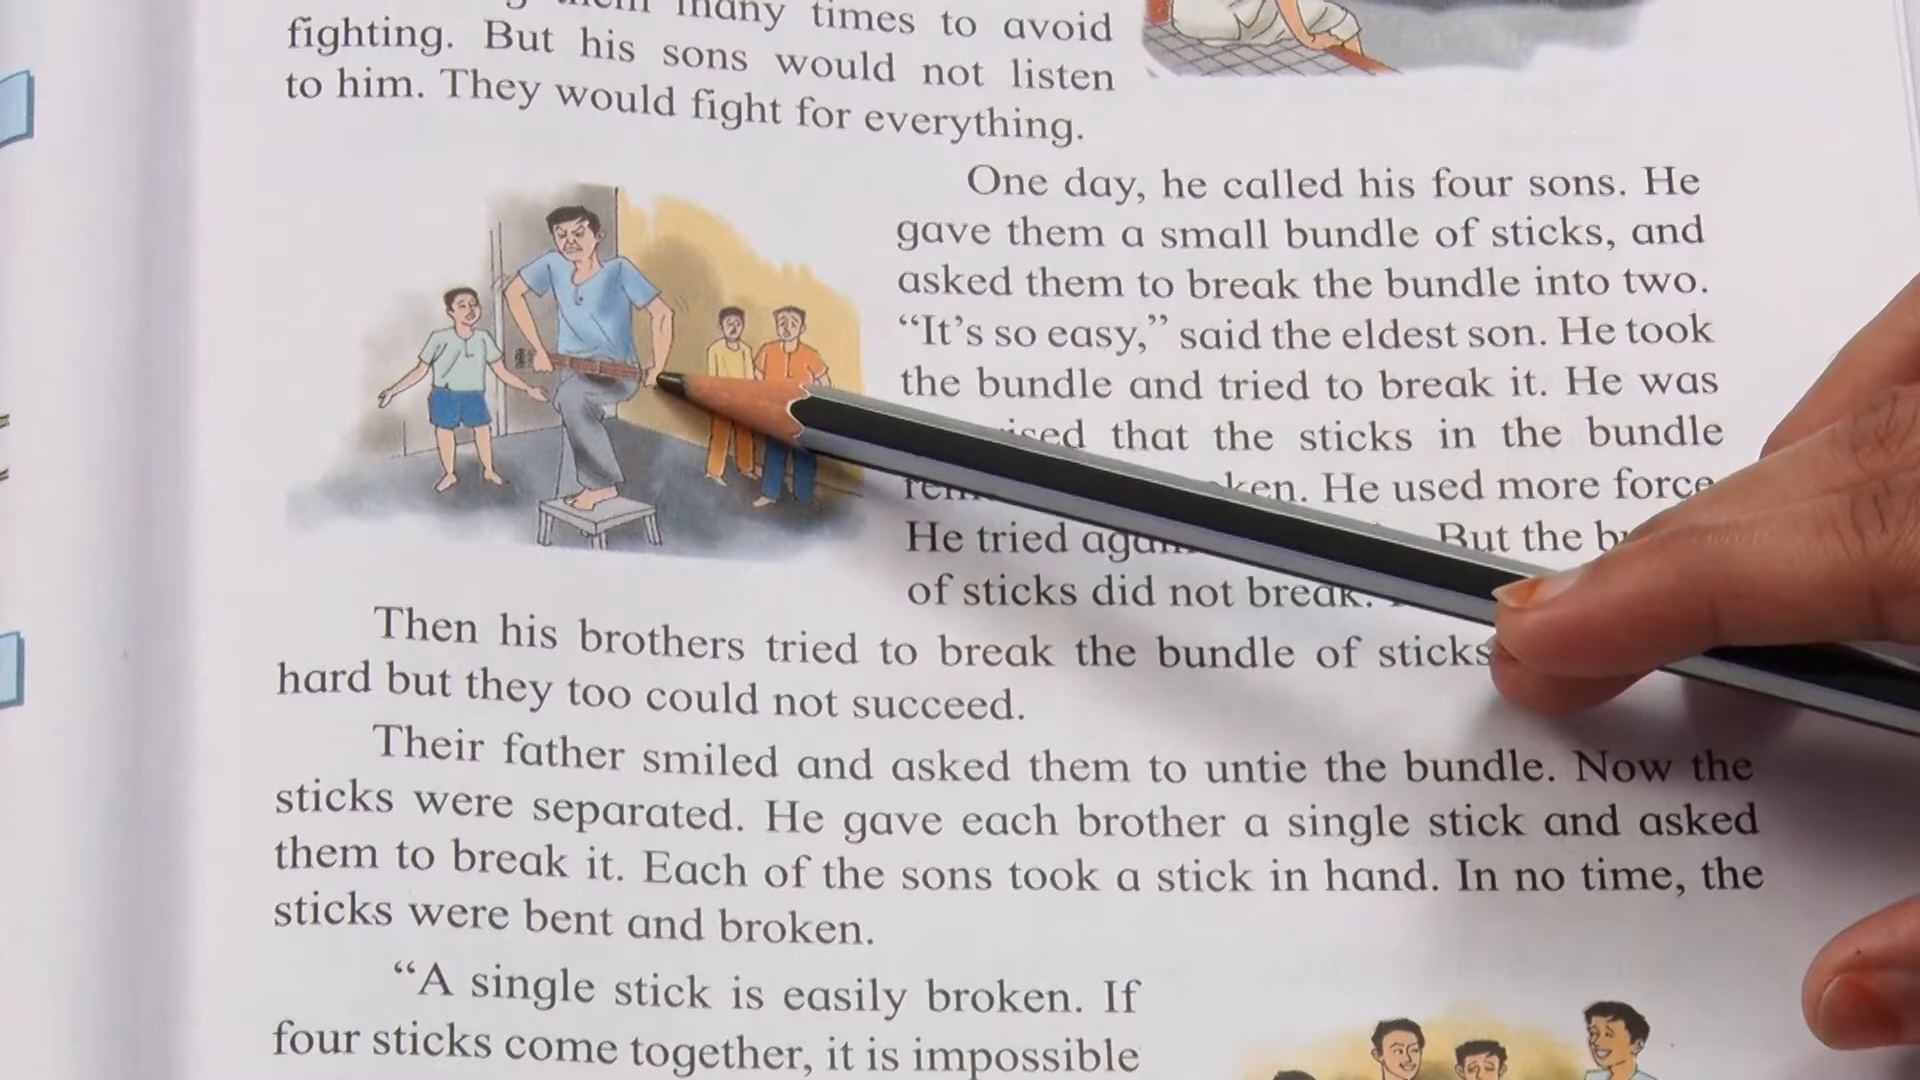 many times to avoid
fighting. But his sons would not listen
to him. They would fight for everything.
One day, he called his four sons. He
gave them a small bundle of sticks, and
asked them to break the bundle into two.
“It’s so easy,” said the eldest son. He took
the bundle and tried to break it. He was
that the sticks in the bundle
He used more force
He tried But the
of sticks did not break.
Then his brothers tried to break the bundle of sticks
hard but they too could not succeed.
Their father smiled and asked them to untie the bundle. Now the
sticks were separated. He gave each brother a single stick and asked
them to break it. Each of the sons took a stick in hand. In no time, the
sticks were bent and broken.
“A single stick is easily broken. If
four sticks come together, it is impossible